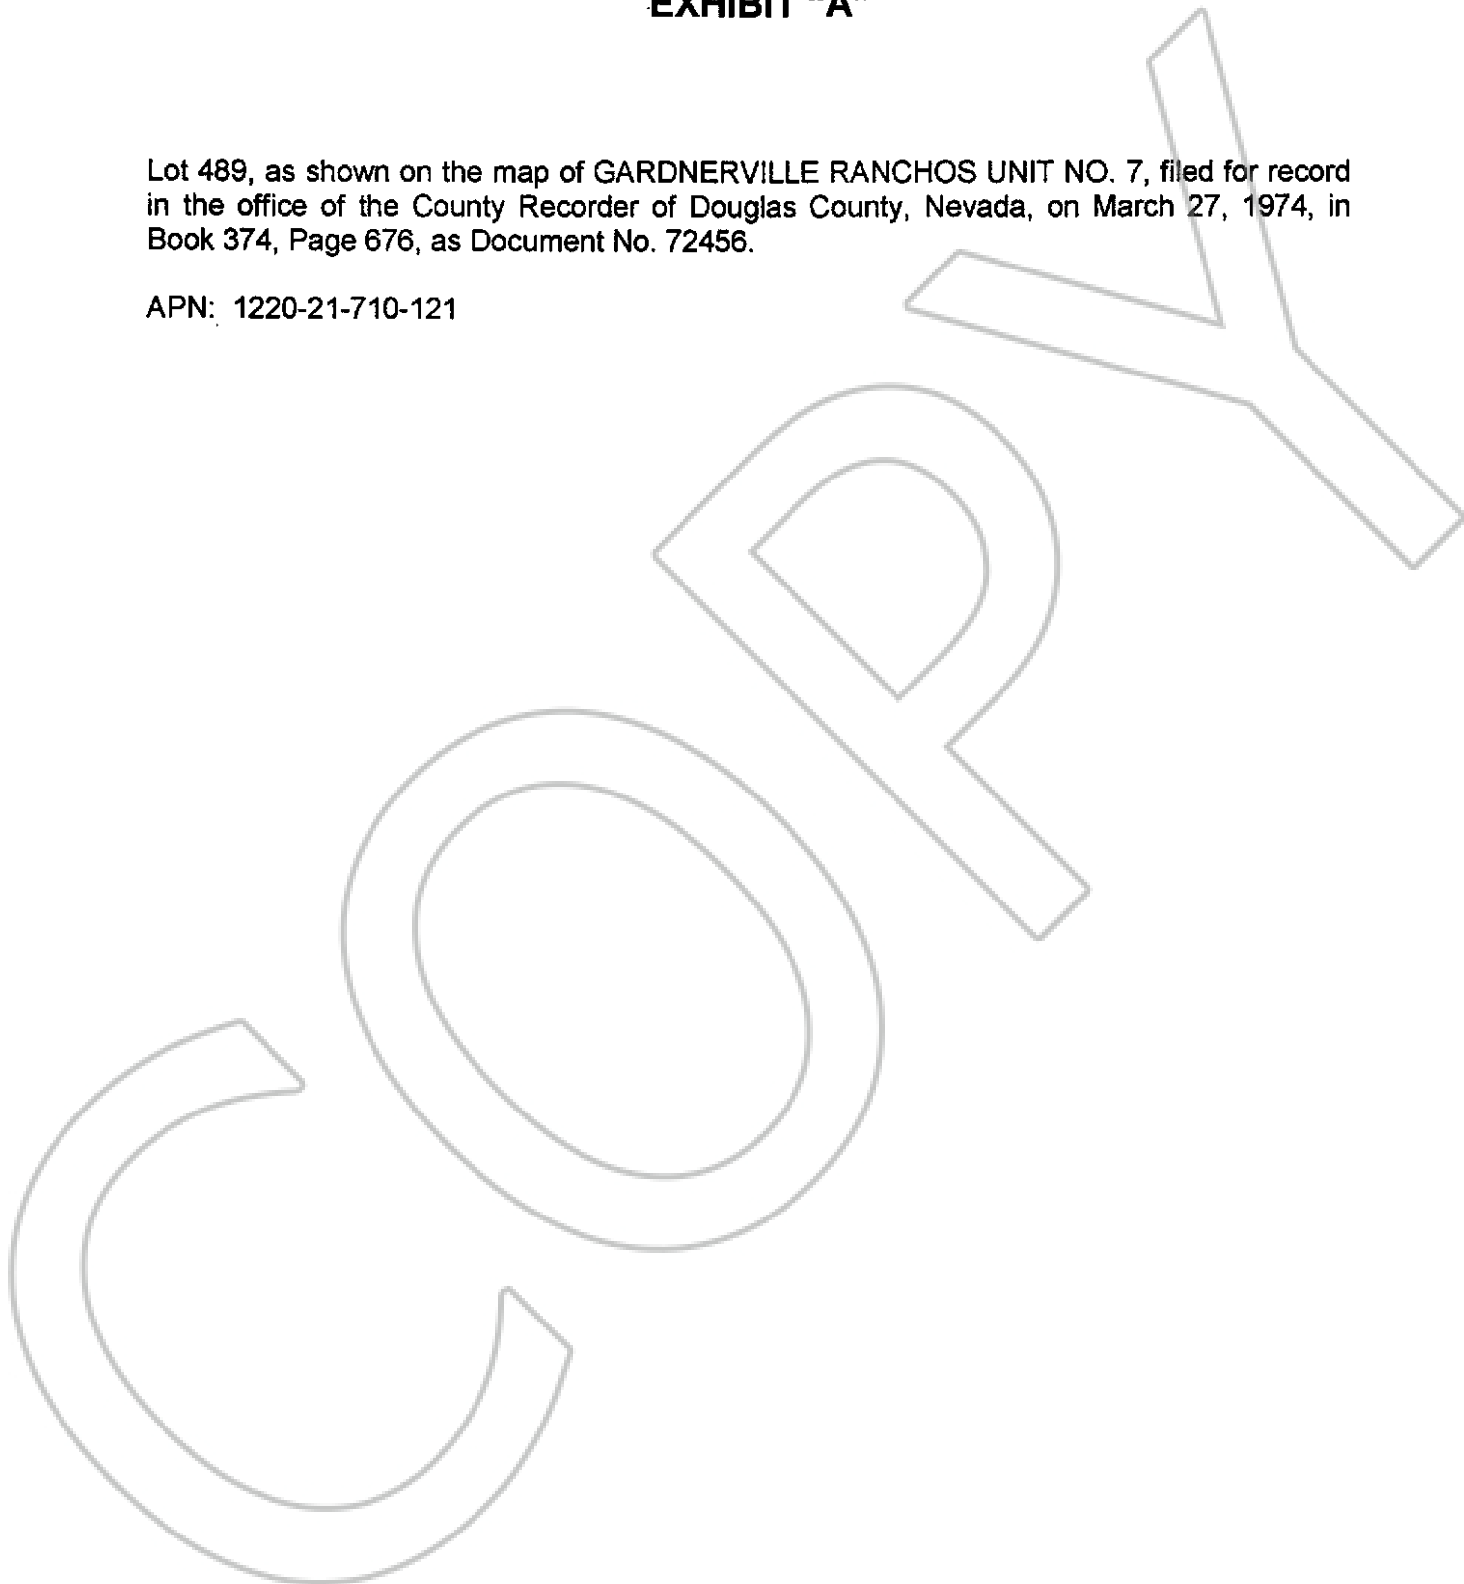 EXHIBIT "A"
Lot 489, as shown on the map of GARDNERVILLE RANCHOS UNIT NO. 7, filed for record
in the office of the County Recorder of Douglas County, Nevada, on March 27, 1974, in
Book 374, Page 676, as Document No. 72456.
APN: 1220-21-710-121
COPY